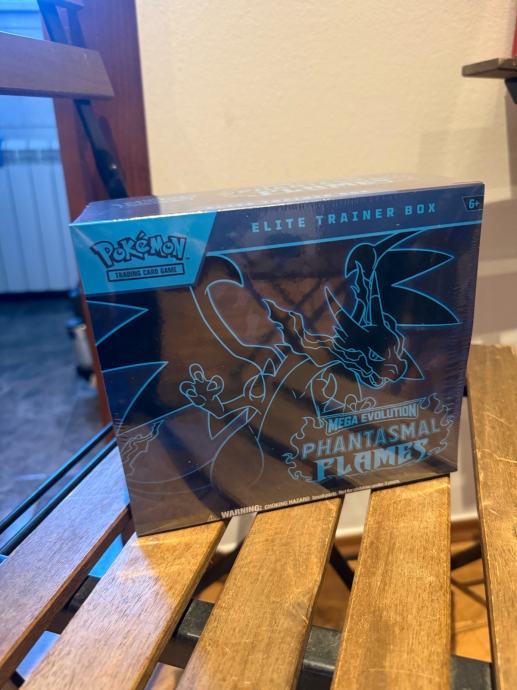 ELITE TRAINER BOX
6+
POKéMON
TRADING CARD GAME
MEGA EVOLUTION
PHANTASMAL
FLAMES
WARNING: CHOKING HAZARD